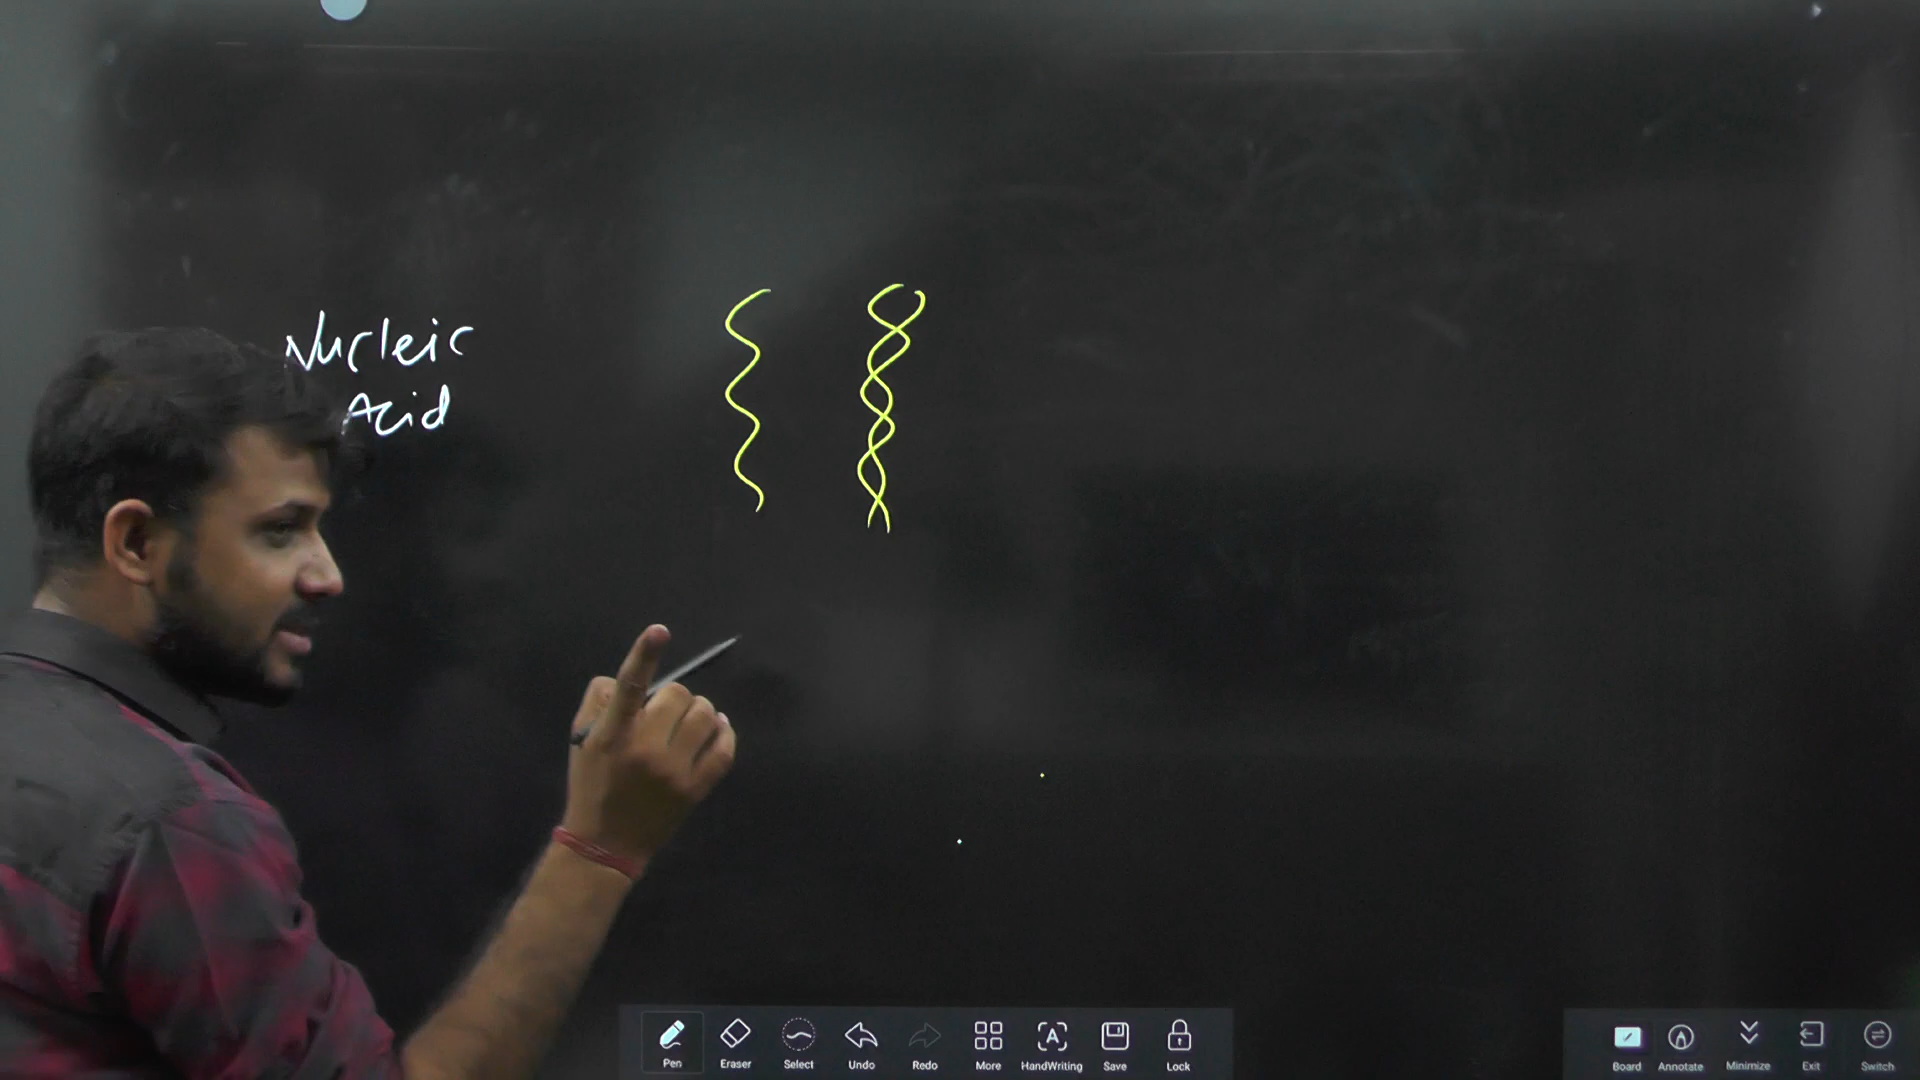 Nucleic
Acid
Pen Eraser Select Undo Redo More HandWriting Save Lock Board Annotate Minimize Exit Switch